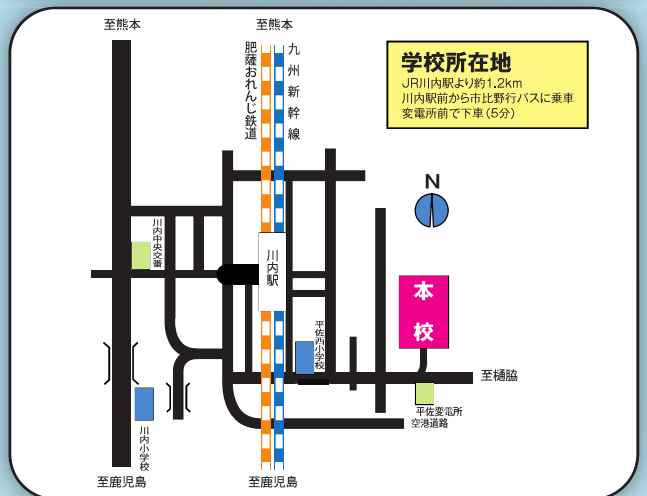 至熊本
至熊本
肥薩おれんじ鉄道
九州新幹線
学校所在地
JR川内駅より約1.2km
川内駅前から市比野行バスに乗車
変電所前で下車(5分)
N
川内中央交番
川内駅
本校
平佐西小学校
至樋脇
平佐変電所
空港道路
川内小学校
至鹿児島
至鹿児島